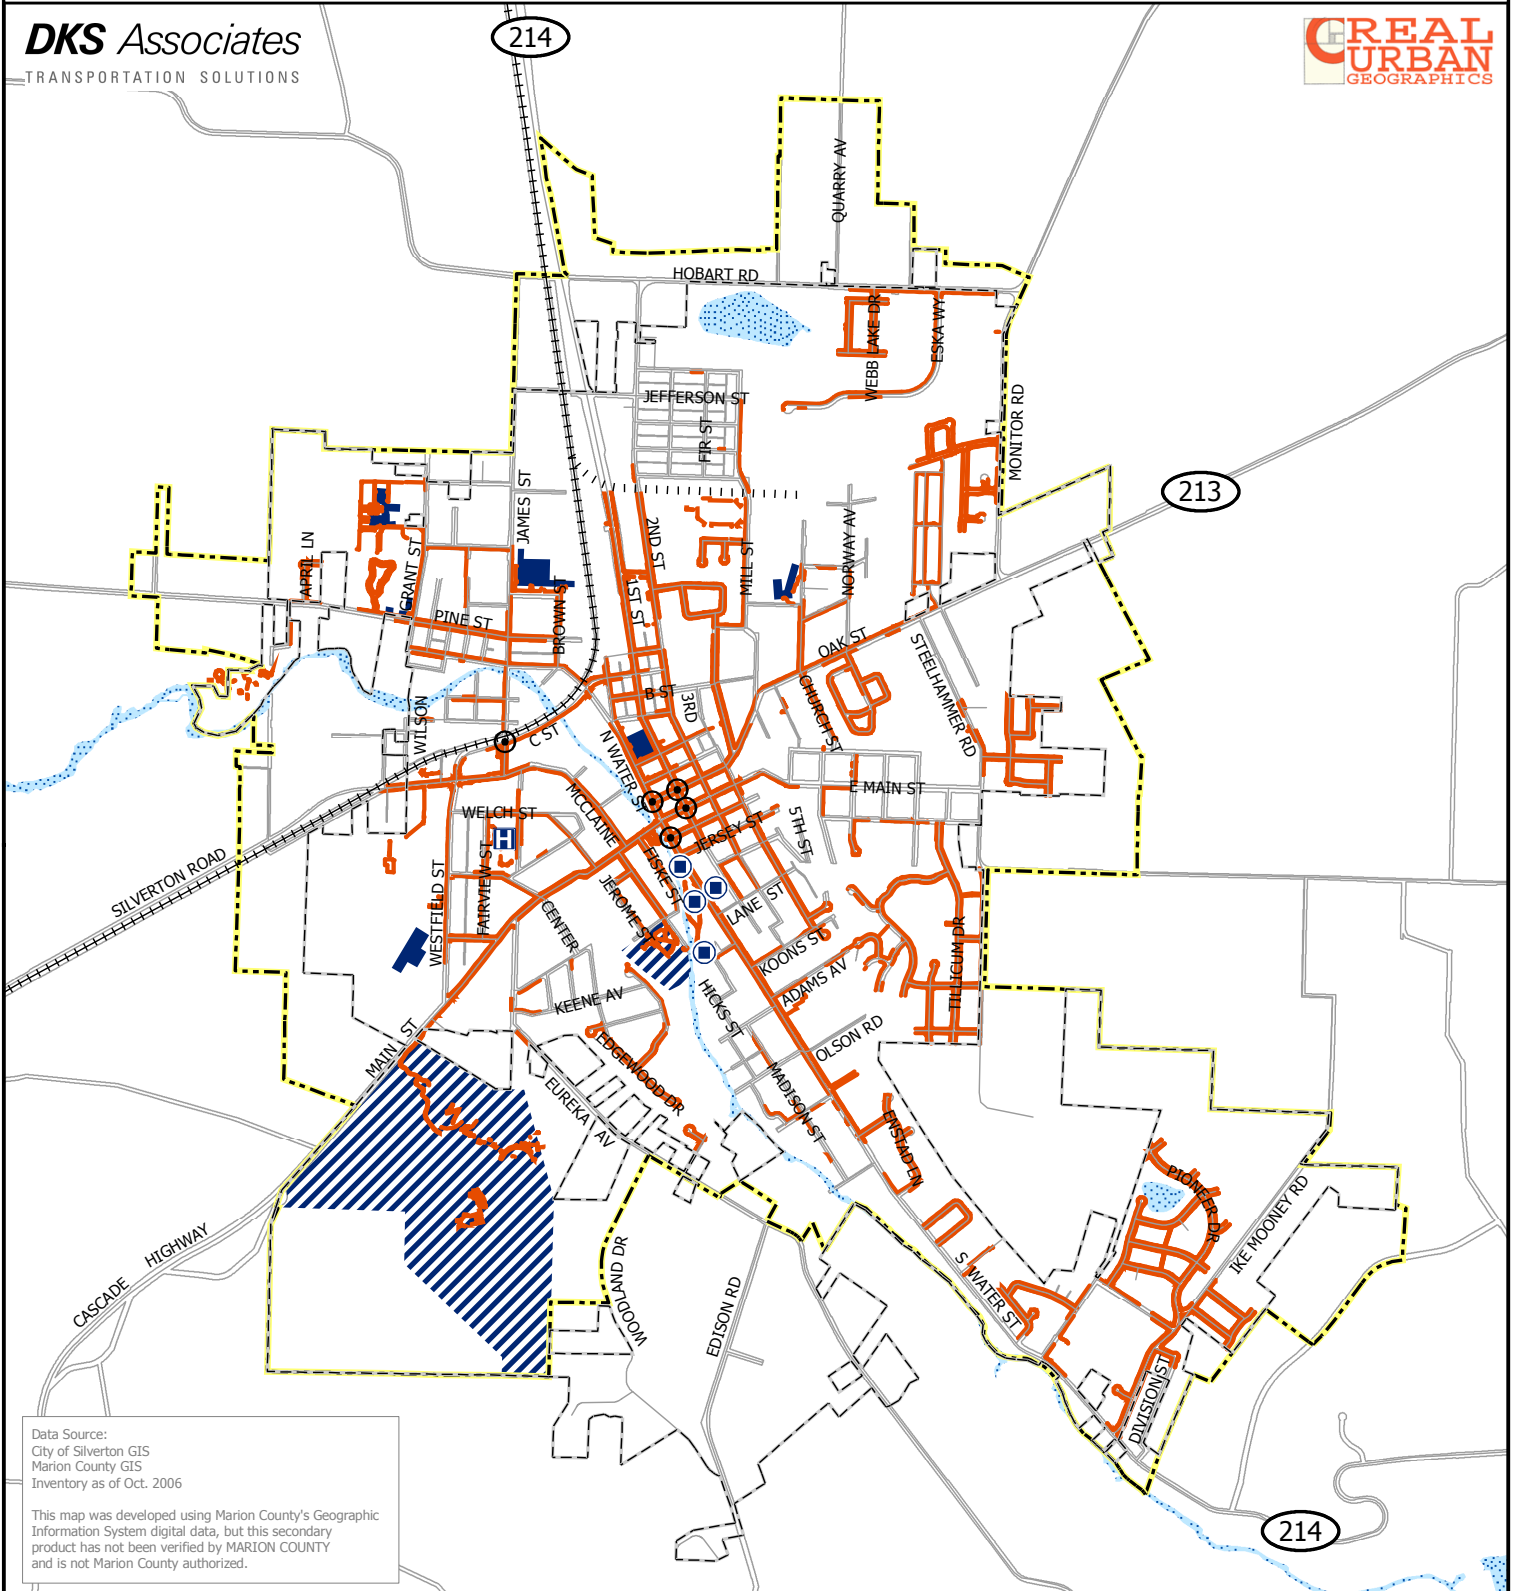 DKS Associates
TRANSPORTATION SOLUTIONS
214
CREAL
URBAN
GEOGRAPHICS
QUARRY AV
HOBART RD
WEBB LAKE DR
ESKA WY
MONITOR RD
JEFFERSON ST
FIR ST
213
JAMES ST
2ND ST
MILL ST
NORWAY AV
APRIL LN
GRANT ST
1ST ST
BROWN ST
PINE ST
OAK ST
STEELHAMMER RD
B ST
3RD
CHURCH ST
WILSON
C ST
N WATER ST
MCCLAINE
E MAIN ST
WELCH ST
5TH ST
JERSEY ST
FISKE ST
SILVERTON ROAD
WESTFIELD ST
FAIRVIEW ST
JEROME ST
LANE ST
CENTER
KOONS ST
ADAMS AV
TILLICUM DR
KEENE AV
HICKS ST
MAIN ST
EDGEWOOD DR
OLSON RD
EUREKA AV
MADISON ST
ENSTAD LN
PIONEER DR
IKE MOONEY RD
CASCADE HIGHWAY
WOODLAND DR
EDISON RD
S WATER ST
DIVISION ST
H
214
Data Source:
City of Silverton GIS
Marion County GIS
Inventory as of Oct. 2006
This map was developed using Marion County's Geographic
Information System digital data, but this secondary
product has not been verified by MARION COUNTY
and is not Marion County authorized.